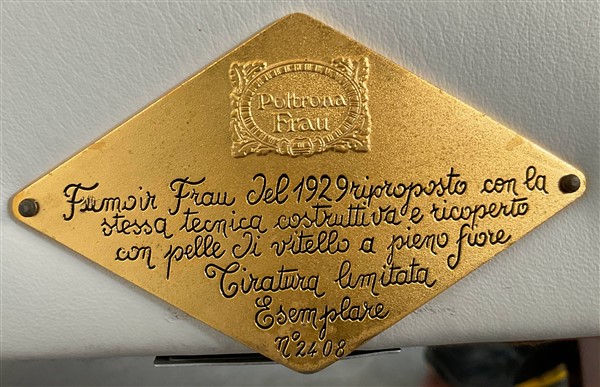 Poltrona
Frau
Fumoir Frau del 1929 riproposto con la
stessa tecnica costruttiva e ricoperto
con pelle di vitello a pieno fiore
Tiratura limitata
Esemplare
n° 2408